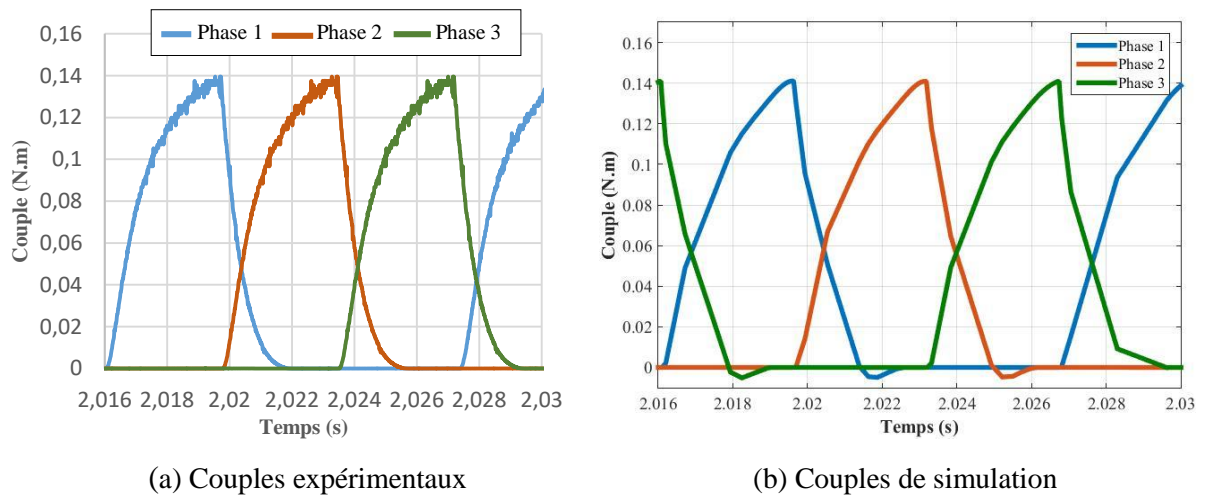 Phase 1 Phase 2 Phase 3
0,16
0,14
0,12
0,1
0,08
0,06
0,04
0,02
0
Couple (N.m)
2,016 2,018 2,02 2,022 2,024 2,026 2,028 2,03
Temps (s)
(a) Couples expérimentaux
Phase 1
Phase 2
Phase 3
0.16
0.14
0.12
0.10
0.08
0.06
0.04
0.02
0
Couple (N.m)
2.016 2.018 2.02 2.022 2.024 2.026 2.028 2.03
Temps (s)
(b) Couples de simulation